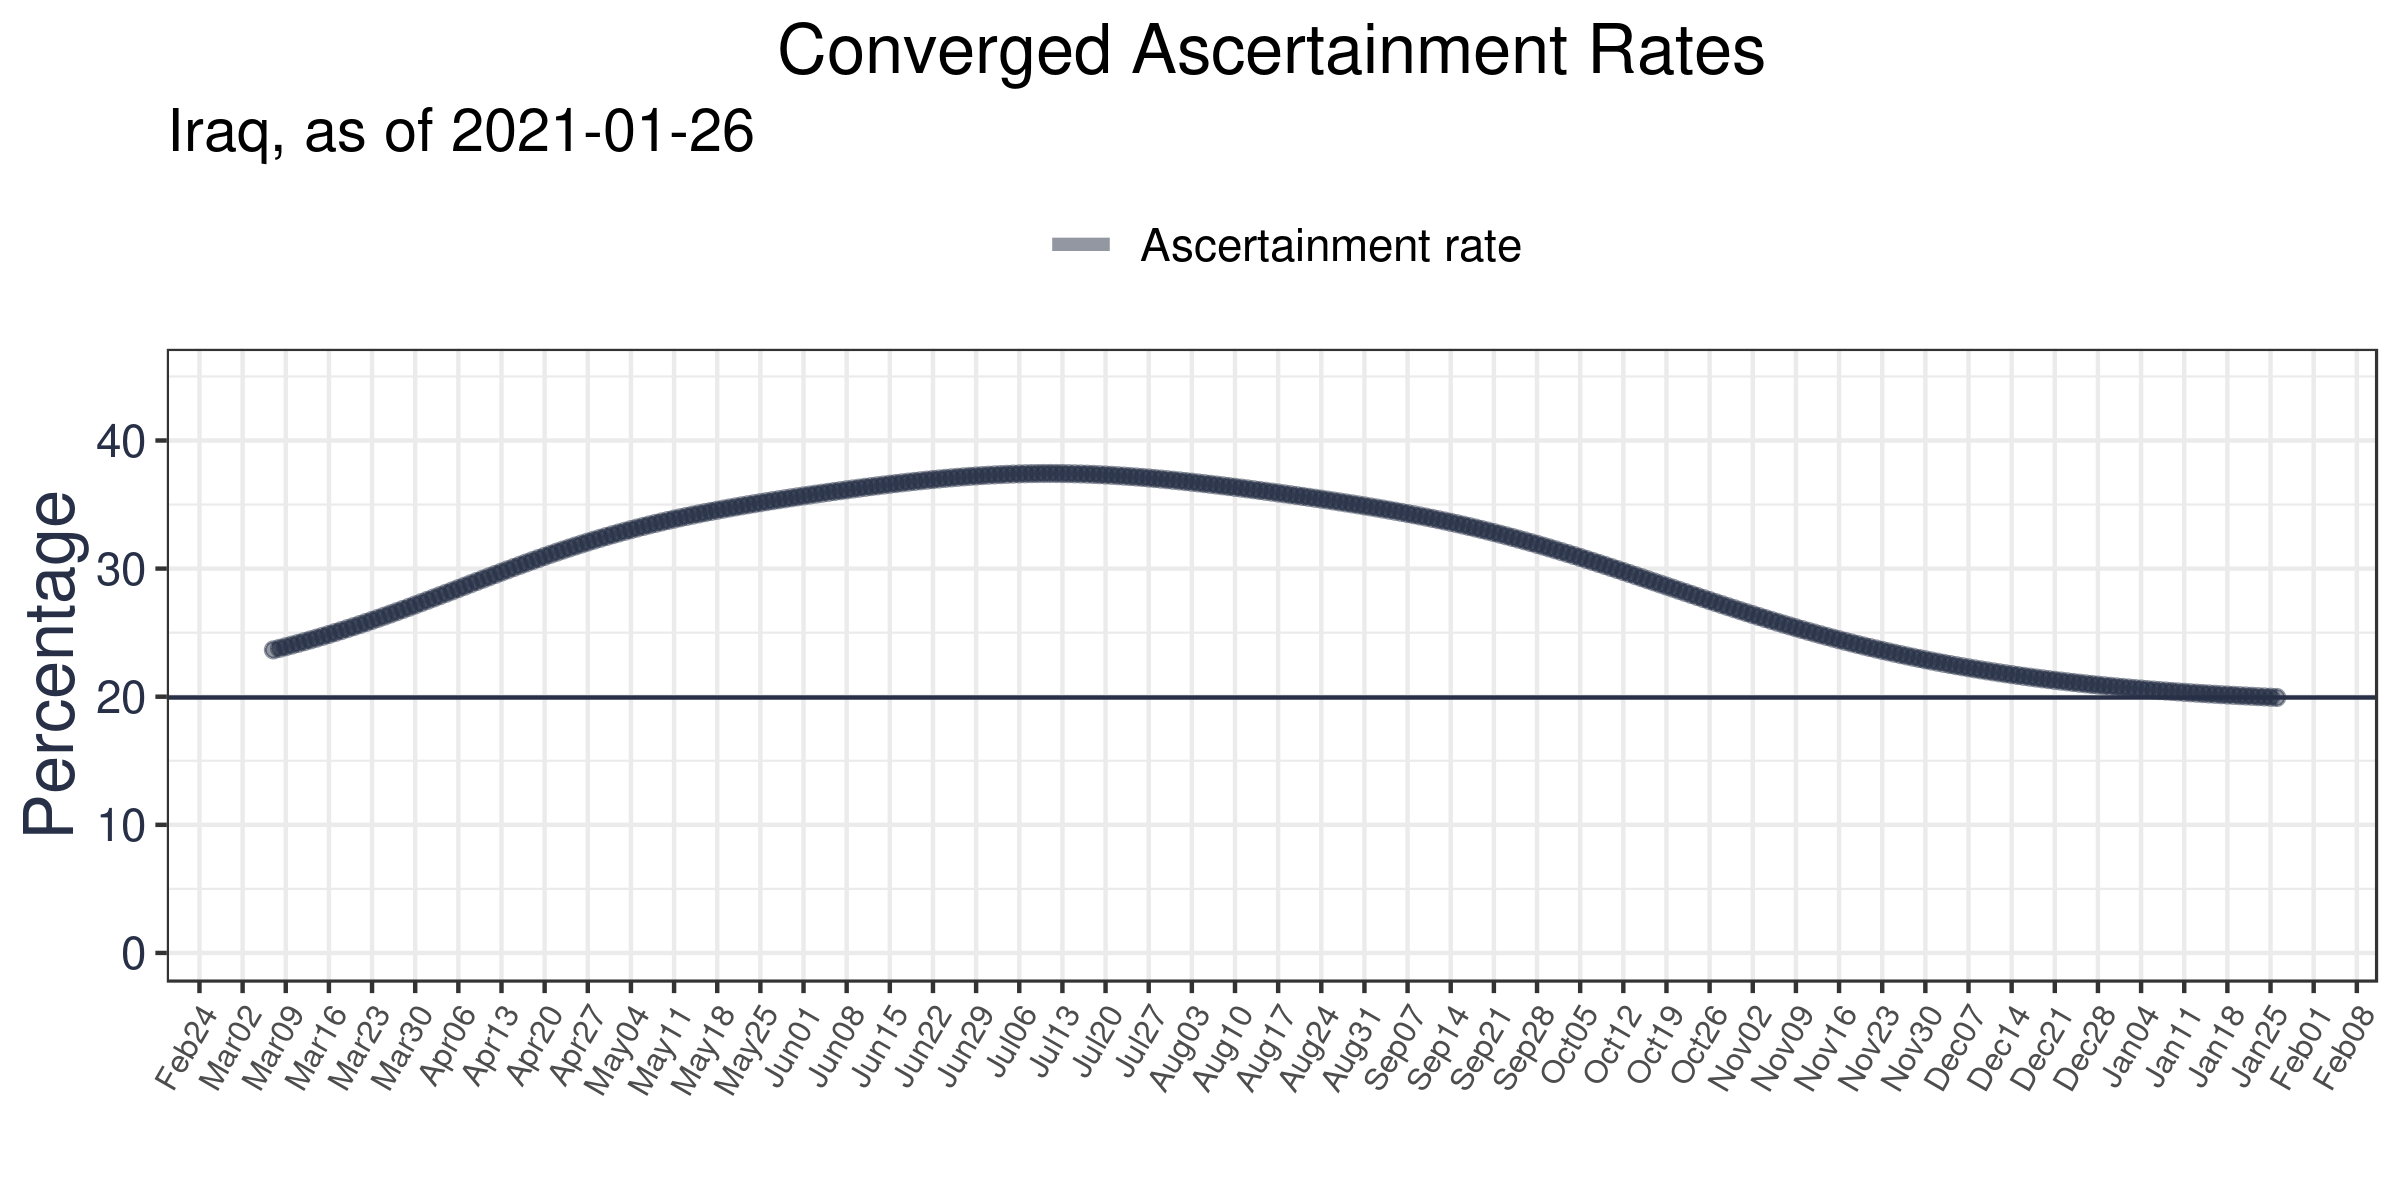 Converged Ascertainment Rates
Iraq, as of 2021-01-26
Ascertainment rate
Percentage
40
30
20
10
0
Feb24 Mar02 Mar09 Mar16 Mar23 Mar30 Apr06 Apr13 Apr20 Apr27 May04 May11 May18 May25 Jun01 Jun08 Jun15 Jun22 Jun29 Jul06 Jul13 Jul20 Jul27 Aug03 Aug10 Aug17 Aug24 Aug31 Sep07 Sep14 Sep21 Sep28 Oct05 Oct12 Oct19 Oct26 Nov02 Nov09 Nov16 Nov23 Nov30 Dec07 Dec14 Dec21 Dec28 Jan04 Jan11 Jan18 Jan25 Feb01 Feb08